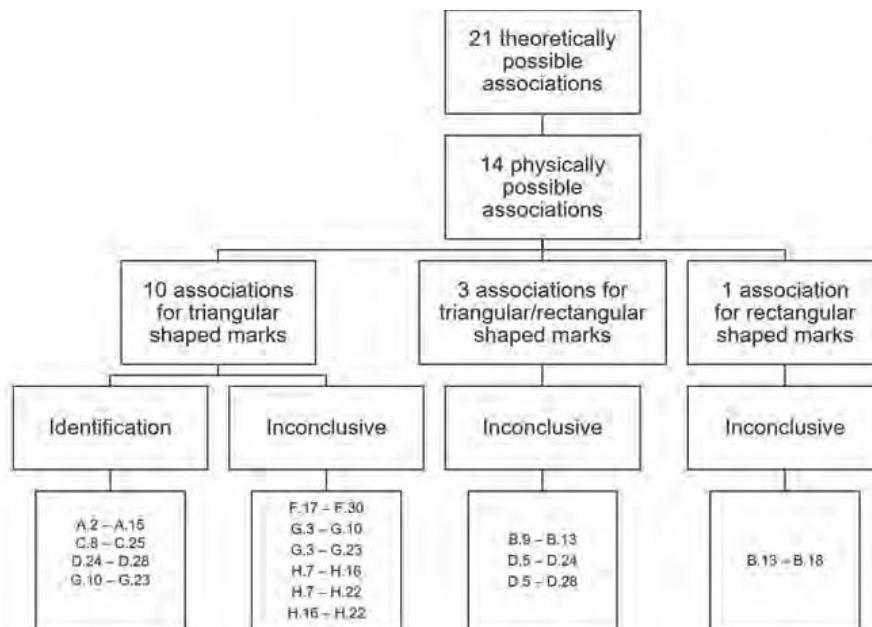 21 theoretically
possible
associations
14 physically
possible
associations
10 associations
for triangular
shaped marks
3 associations for
triangular/rectangular
shaped marks
1 association
for rectangular
shaped marks
Identification
Inconclusive
Inconclusive
Inconclusive
A.2 – A.15
C.8 – C.25
D.24 – D.28
G.10 – G.23
F.17 – F.30
G.3 – G.10
G.3 – G.23
H.7 – H.16
H.7 – H.22
H.16 – H.22
B.9 – B.13
D.5 – D.24
D.5 – D.28
B.13 – B.18